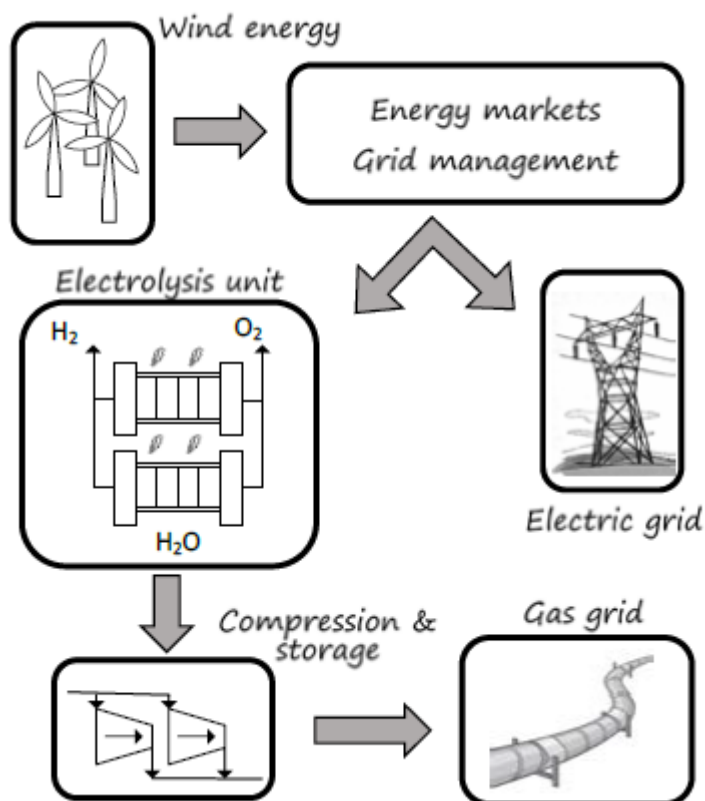 Wind energy
Energy markets
Grid management
Electrolysis unit
H₂
O₂
H₂O
Electric grid
Compression &
storage
Gas grid